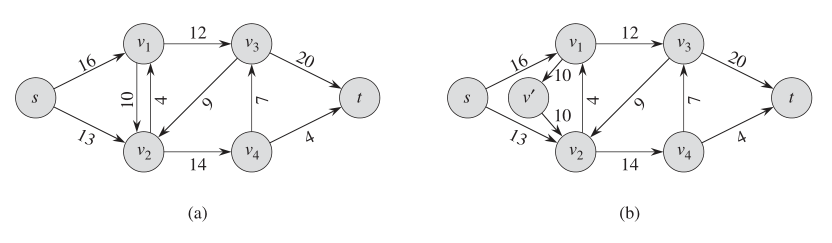 16 v₁ 12 v₃ 20
s 10 4 9 7 t
13 v₂ 14 v₄ 4
(a)
16 v₁ 12 v₃ 20
s v′ 10 10 4 9 7 t
13 v₂ 14 v₄ 4
(b)